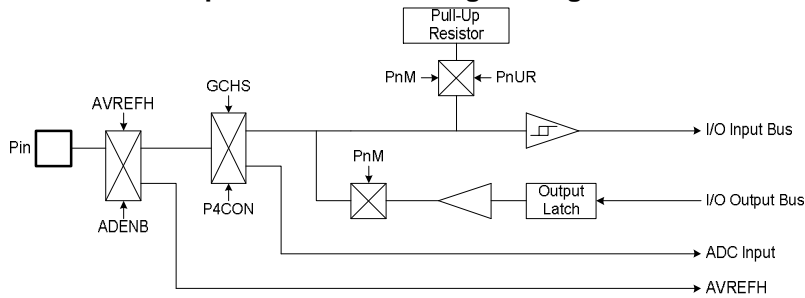 Pull-Up
Resistor
PnM
PnUR
GCHS
AVREFH
Pin
I/O Input Bus
PnM
Output
Latch
I/O Output Bus
P4CON
ADENB
ADC Input
AVREFH